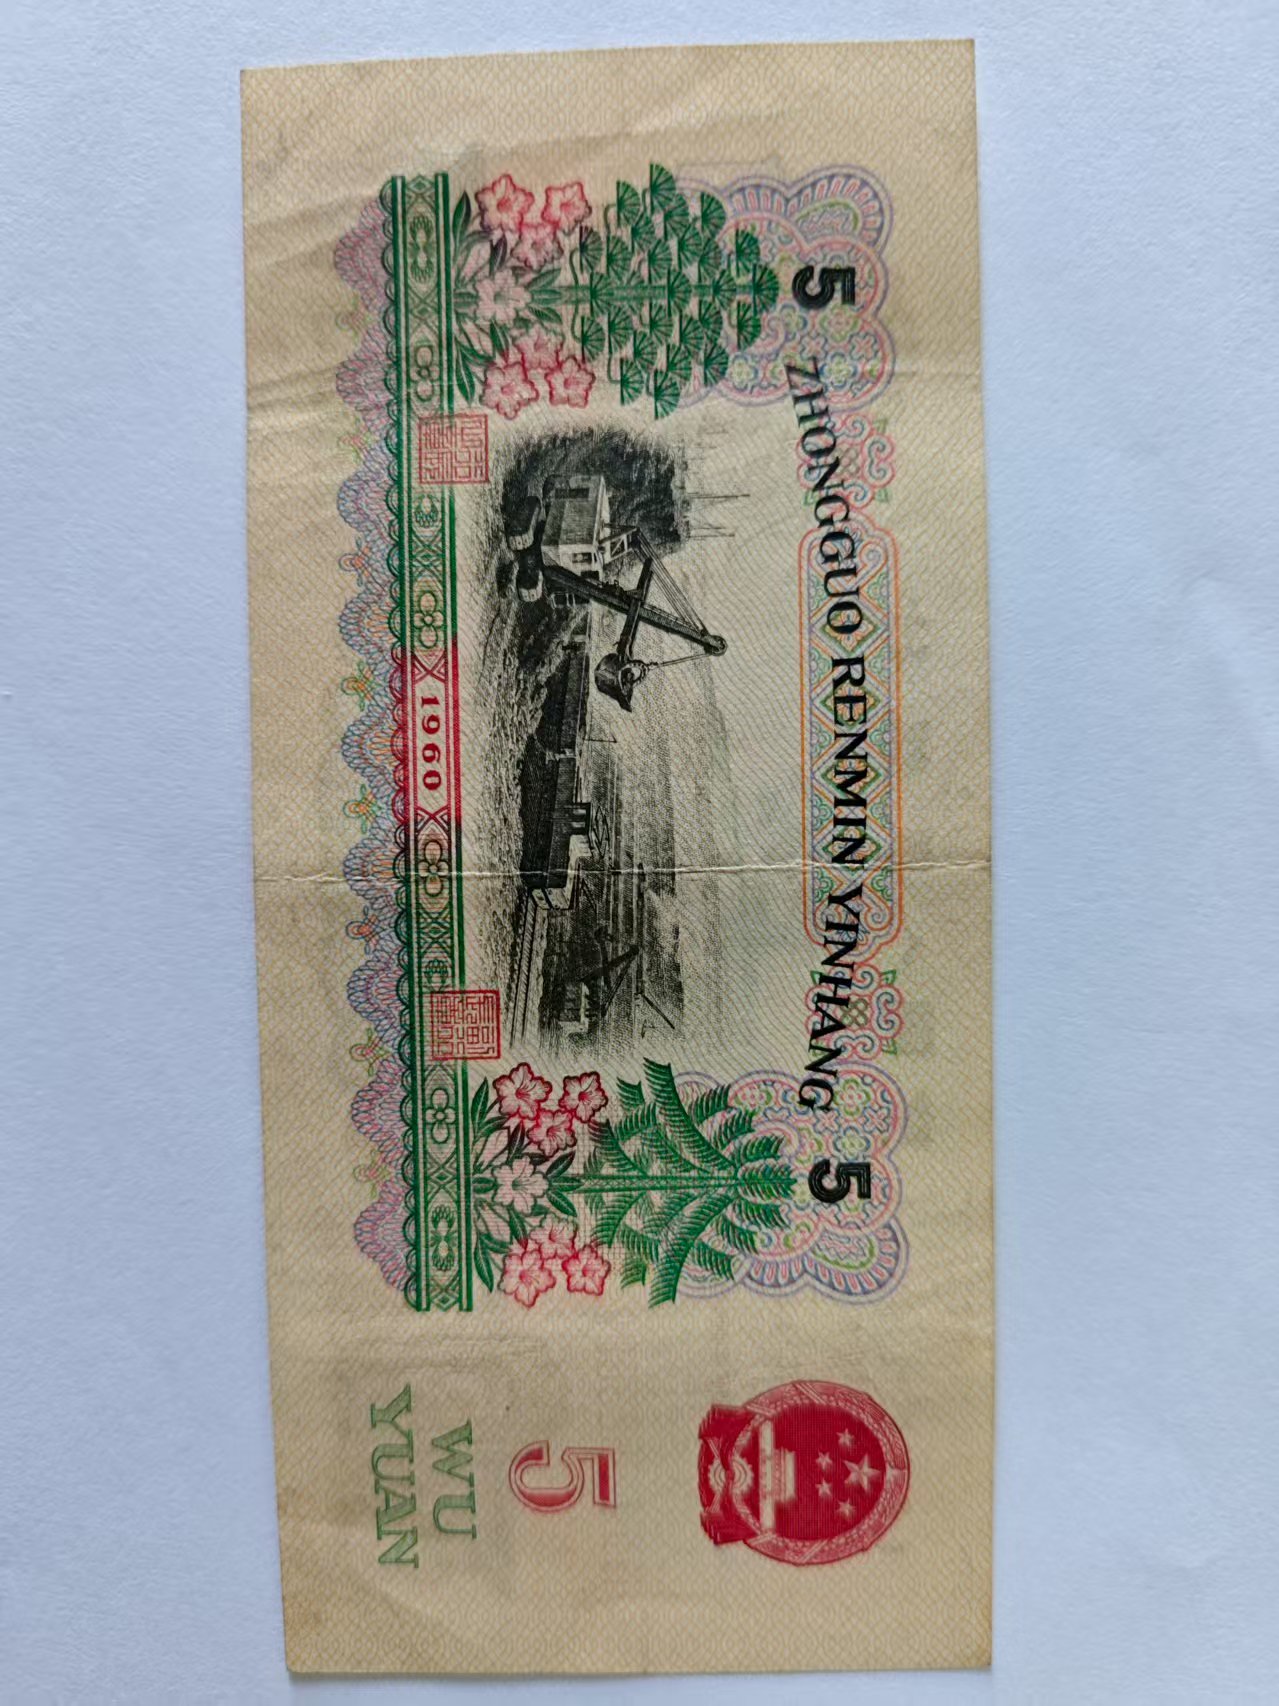 5 ZHONGGUO RENMIN YINHANG 5
1960
5
WU
YUAN